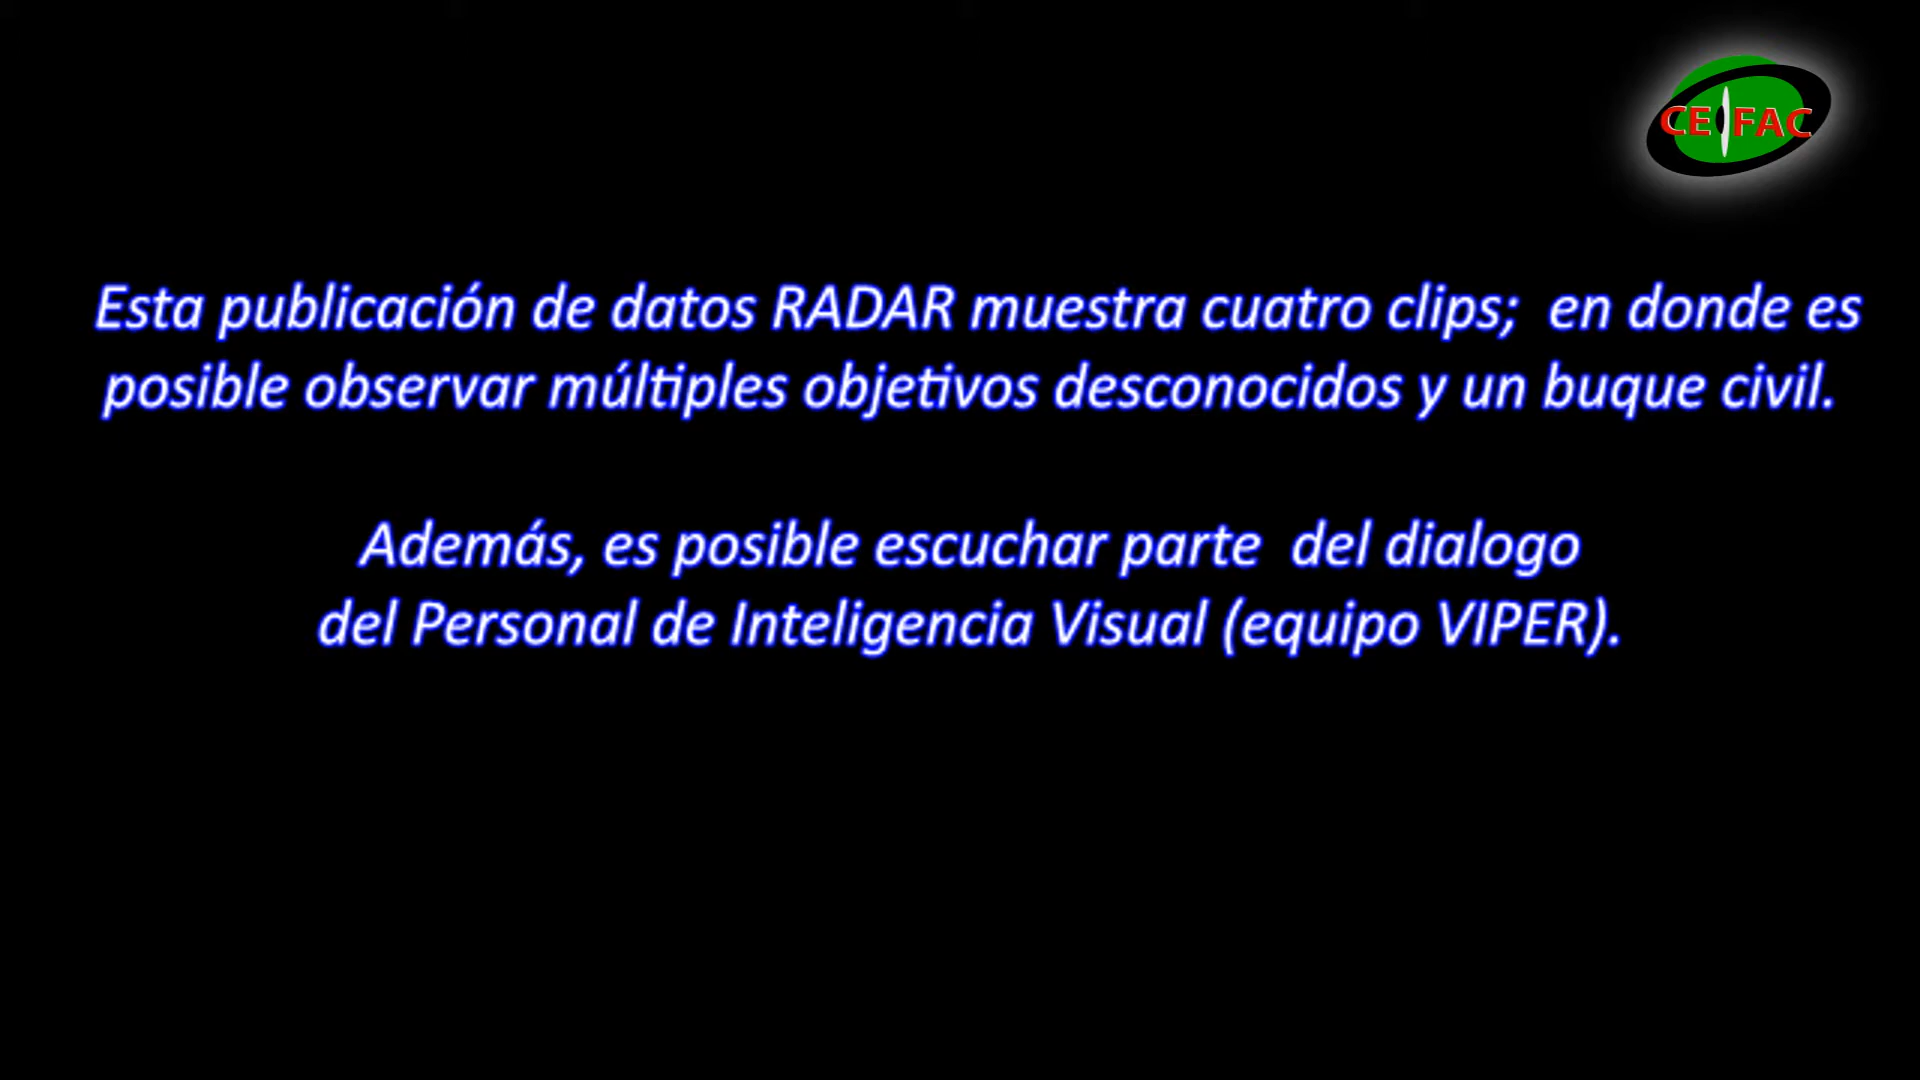 CEFAC
Esta publicación de datos RADAR muestra cuatro clips;  en donde es
posible observar múltiples objetivos desconocidos y un buque civil.
Además, es posible escuchar parte  del dialogo
del Personal de Inteligencia Visual (equipo VIPER).